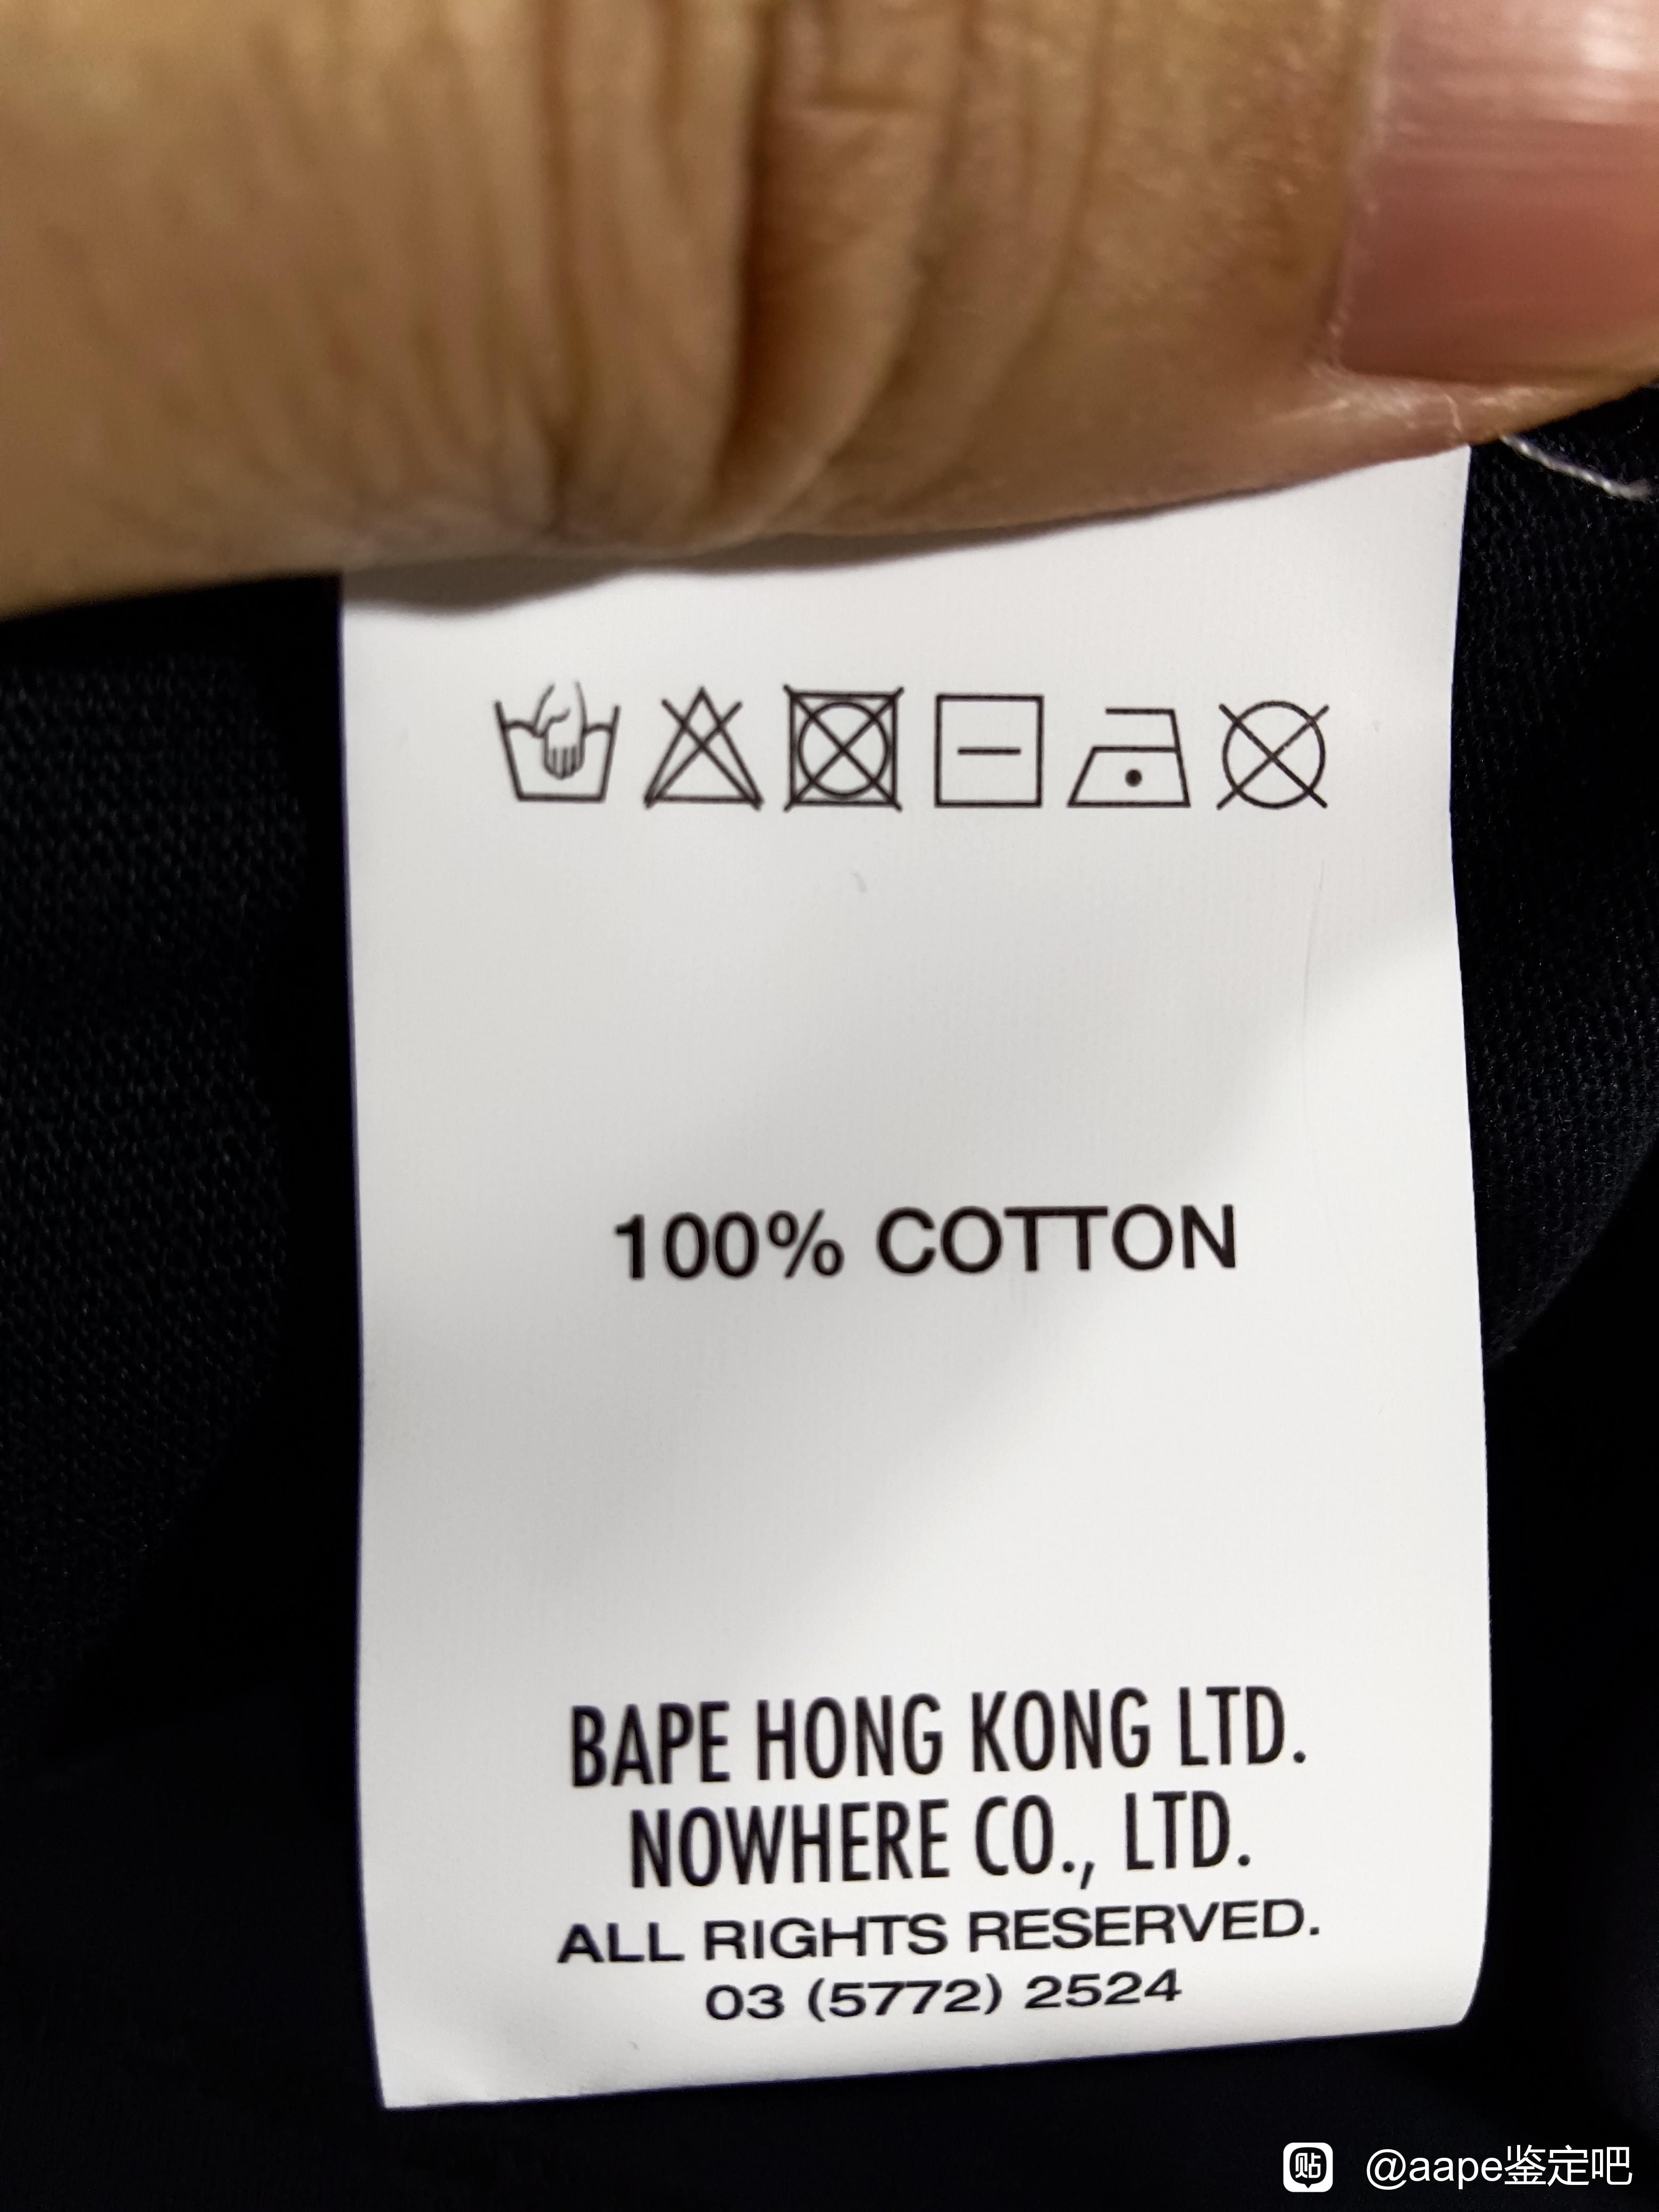 100% COTTON
BAPE HONG KONG LTD.
NOWHERE CO., LTD.
ALL RIGHTS RESERVED.
03 (5772) 2524
贴 @aape鉴定吧